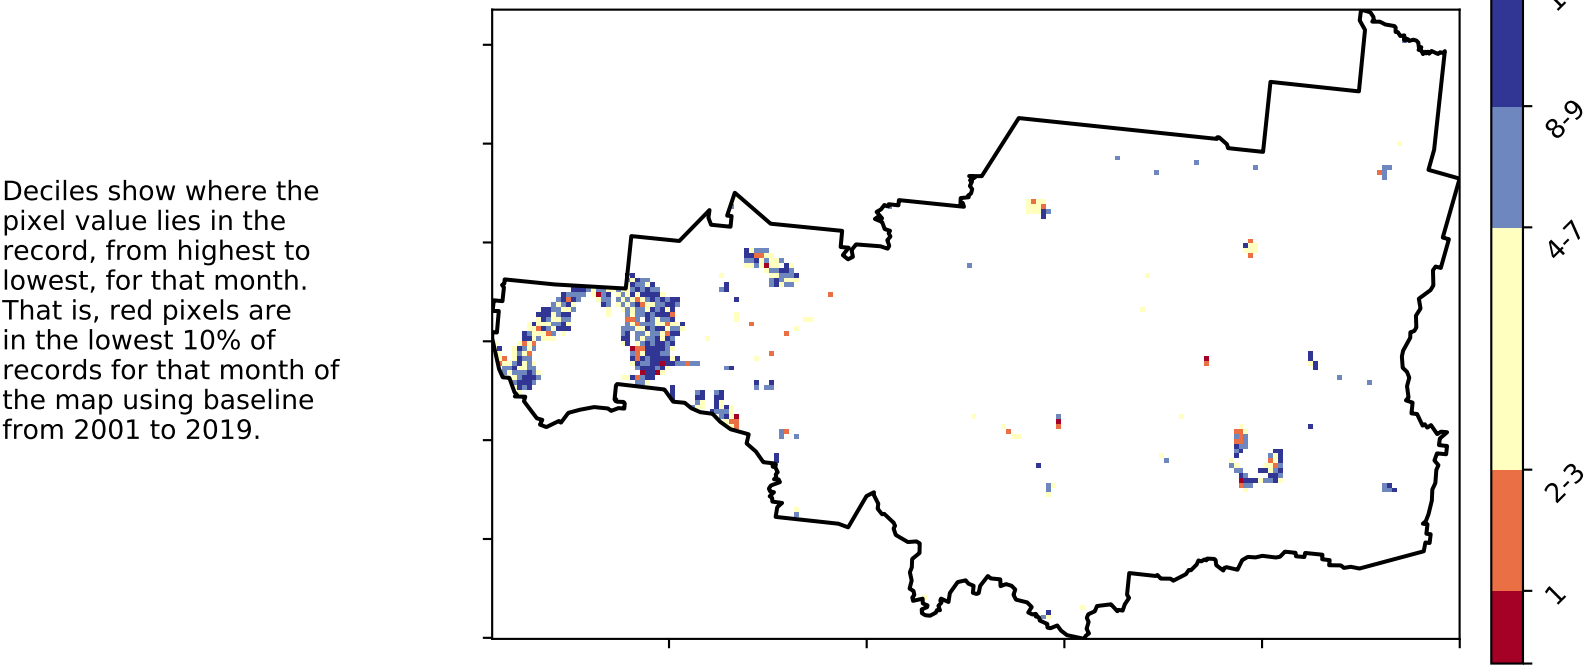 Deciles show where the
pixel value lies in the
record, from highest to
lowest, for that month.
That is, red pixels are
in the lowest 10% of
records for that month of
the map using baseline
from 2001 to 2019.
8-9
4-7
2-3
1